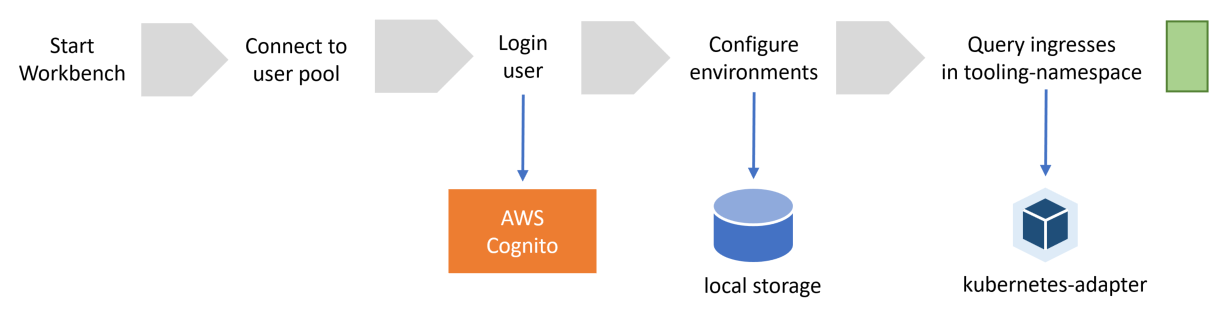 Start
Workbench
Connect to
user pool
Login
user
Configure
environments
Query ingresses
in tooling-namespace
AWS
Cognito
local storage
kubernetes-adapter